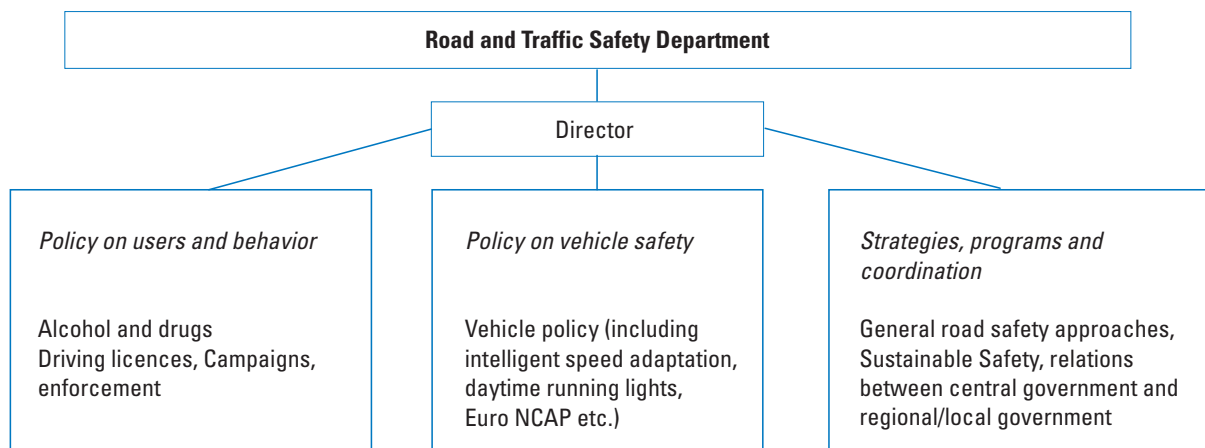 Road and Traffic Safety Department
Director
Policy on users and behavior
Alcohol and drugs
Driving licences, Campaigns,
enforcement
Policy on vehicle safety
Vehicle policy (including
intelligent speed adaptation,
daytime running lights,
Euro NCAP etc.)
Strategies, programs and
coordination
General road safety approaches,
Sustainable Safety, relations
between central government and
regional/local government